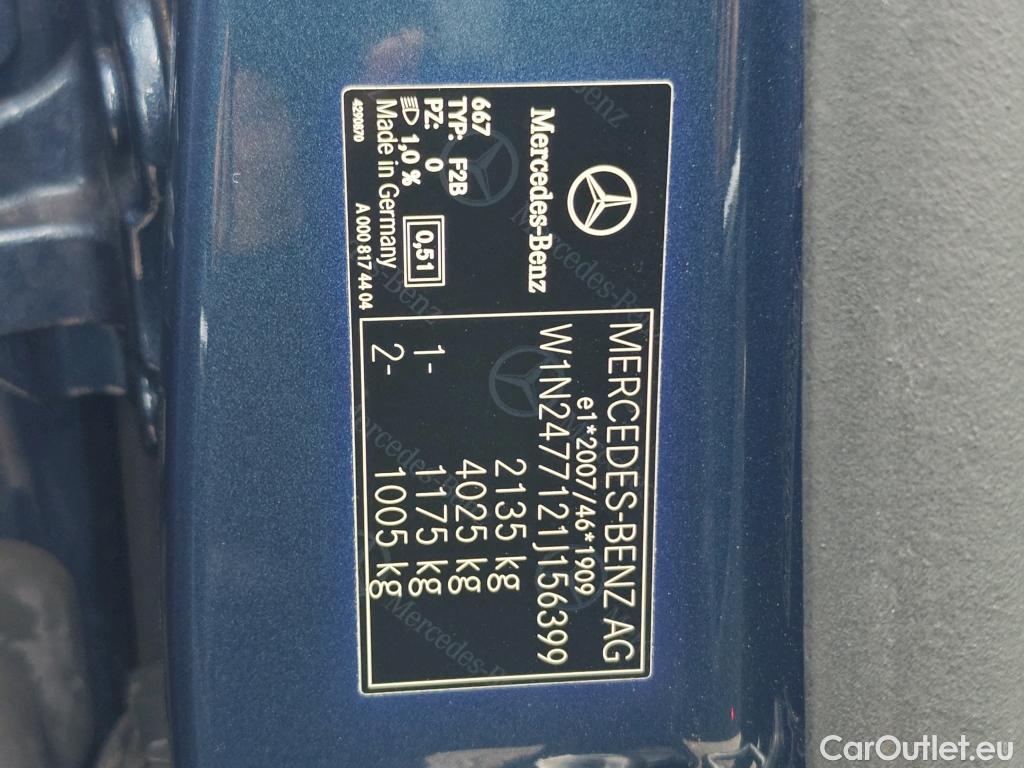 Mercedes-Benz
667
TYP: F2B
PZ: 0
0,51
1,0 %
Made in Germany
4290870 A 000 817 44 04
MERCEDES-BENZ AG
e1*2007/46*1909
W1N2477121J156399
2135 kg
4025 kg
1- 1175 kg
2- 1005 kg
CarOutlet.eu